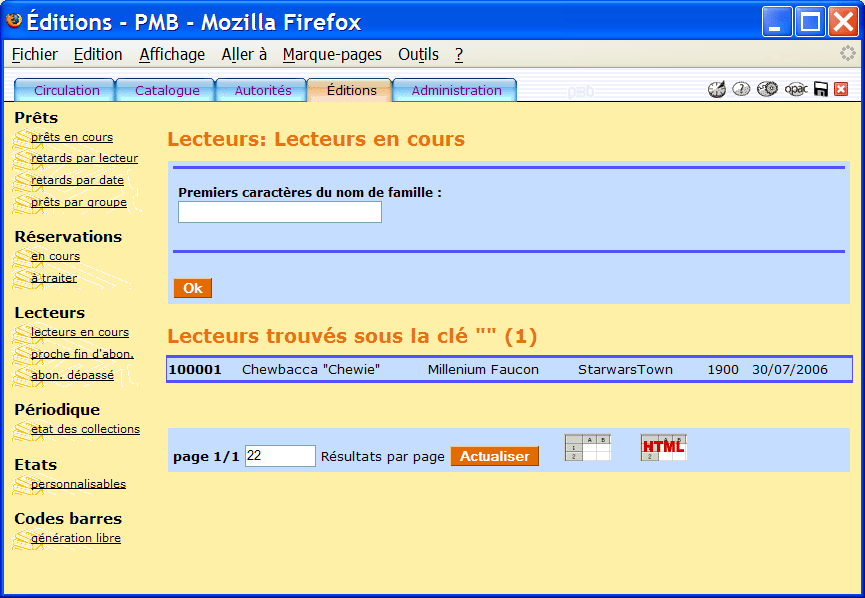 Éditions - PMB - Mozilla Firefox
Fichier Edition Affichage Aller à Marque-pages Outils ?
Circulation Catalogue Autorités Éditions Administration pmb opac
Prêts
prêts en cours
retards par lecteur
retards par date
prêts par groupe
Réservations
en cours
à traiter
Lecteurs
lecteurs en cours
proche fin d'abon.
abon. dépassé
Périodique
etat des collections
Etats
personnalisables
Codes barres
génération libre
Lecteurs: Lecteurs en cours
Premiers caractères du nom de famille :
Ok
Lecteurs trouvés sous la clé "" (1)
100001 Chewbacca "Chewie" Millenium Faucon StarwarsTown 1900 30/07/2006
page 1/1 22 Résultats par page Actualiser
A B
1
2
A B
HTML
2